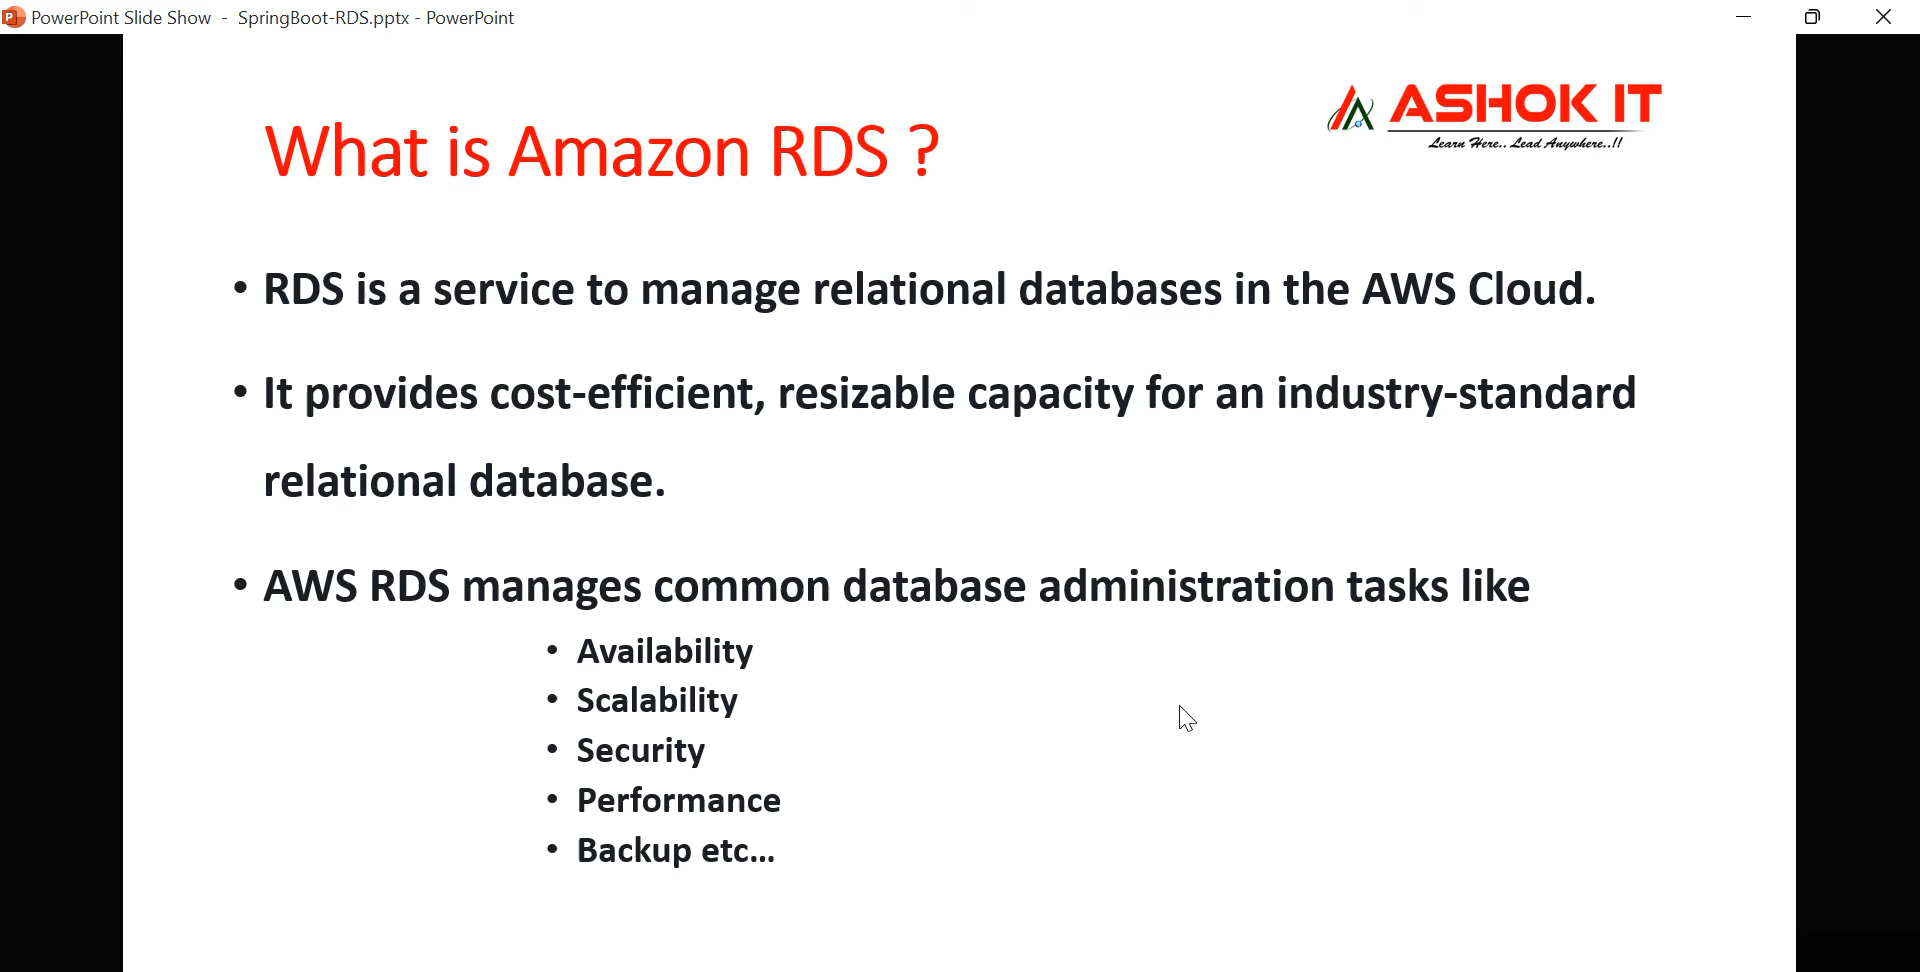 PowerPoint Slide Show - SpringBoot-RDS.pptx - PowerPoint
ASHOK IT
Learn Here.. Lead Anywhere..!!
What is Amazon RDS ?
• RDS is a service to manage relational databases in the AWS Cloud.
• It provides cost-efficient, resizable capacity for an industry-standard
relational database.
• AWS RDS manages common database administration tasks like
• Availability
• Scalability
• Security
• Performance
• Backup etc...